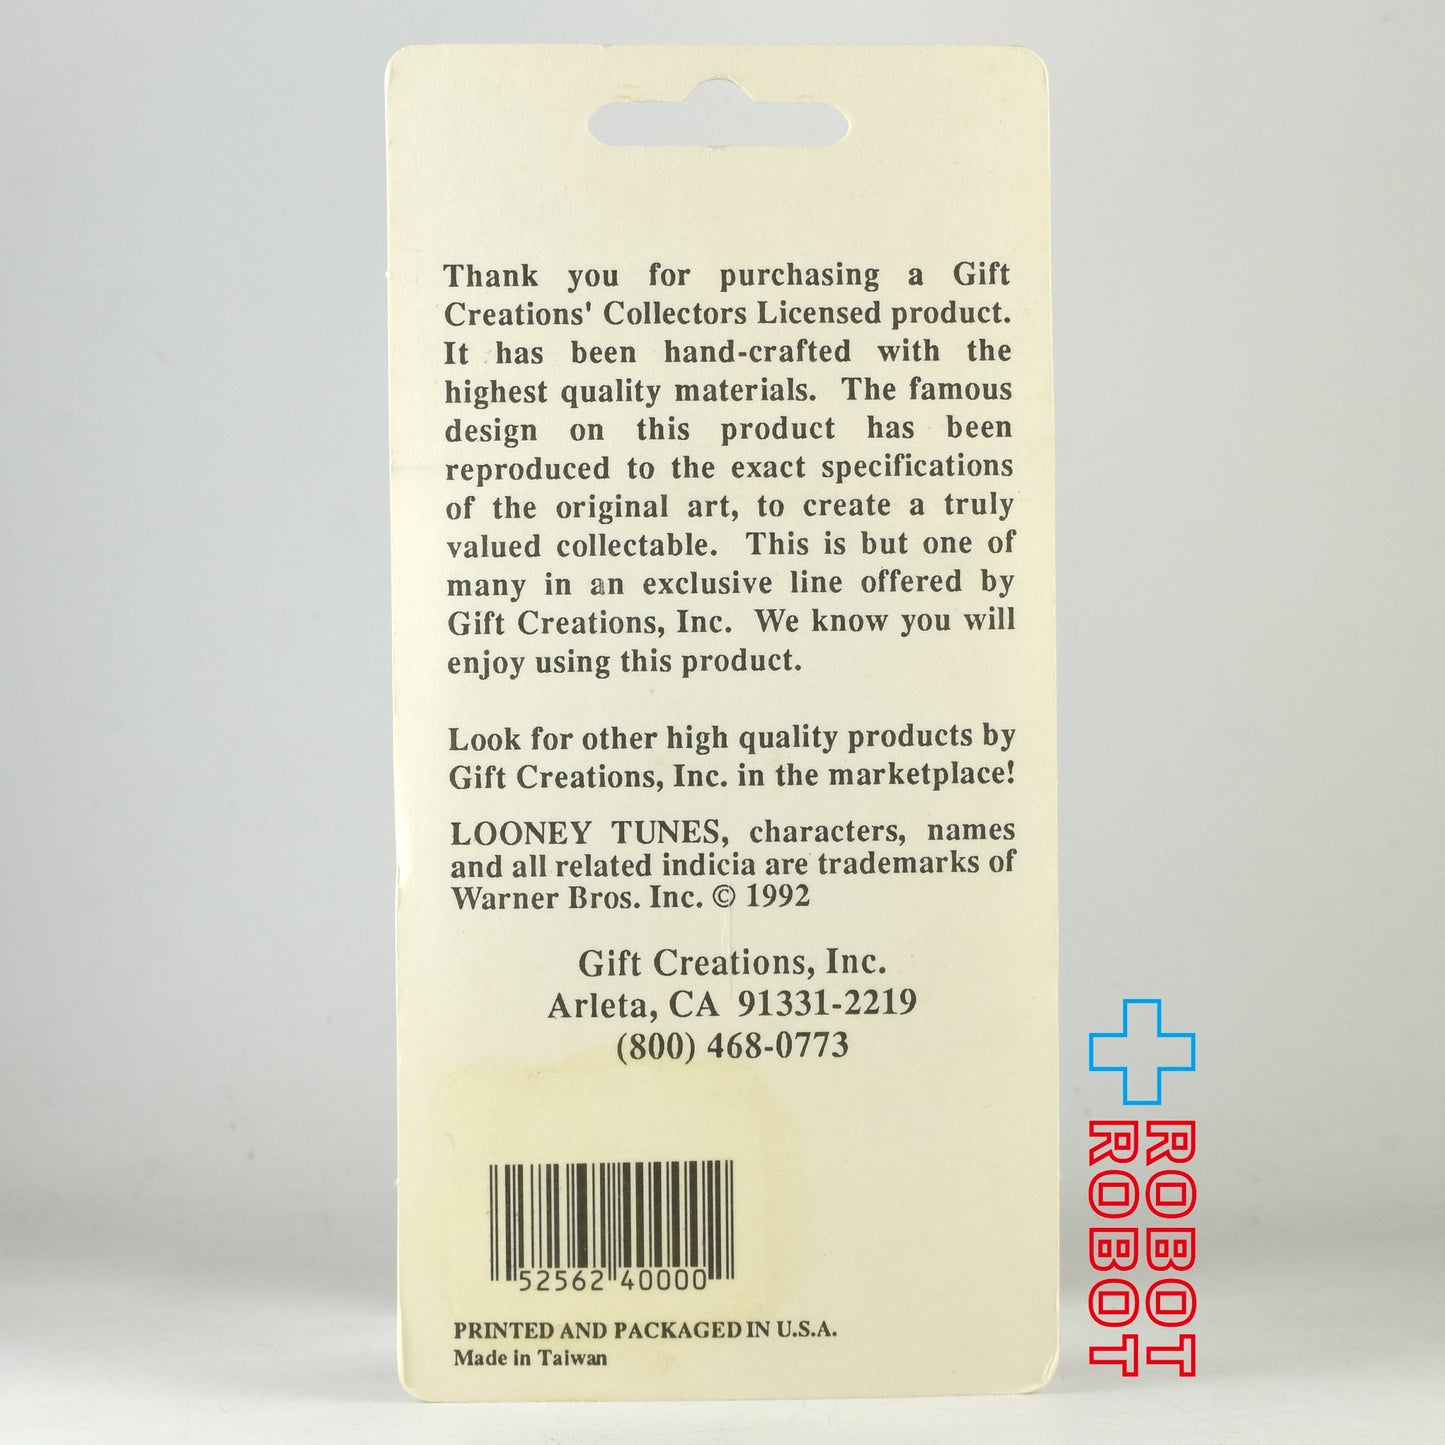 Thank you for purchasing a Gift
Creations' Collectors Licensed product.
It has been hand-crafted with the
highest quality materials. The famous
design on this product has been
reproduced to the exact specifications
of the original art, to create a truly
valued collectable. This is but one of
many in an exclusive line offered by
Gift Creations, Inc. We know you will
enjoy using this product.
Look for other high quality products by
Gift Creations, Inc. in the marketplace!
LOONEY TUNES, characters, names
and all related indicia are trademarks of
Warner Bros. Inc. © 1992
Gift Creations, Inc.
Arleta, CA 91331-2219
(800) 468-0773
52562 40000
PRINTED AND PACKAGED IN U.S.A.
Made in Taiwan
ROBOT
ROBOT